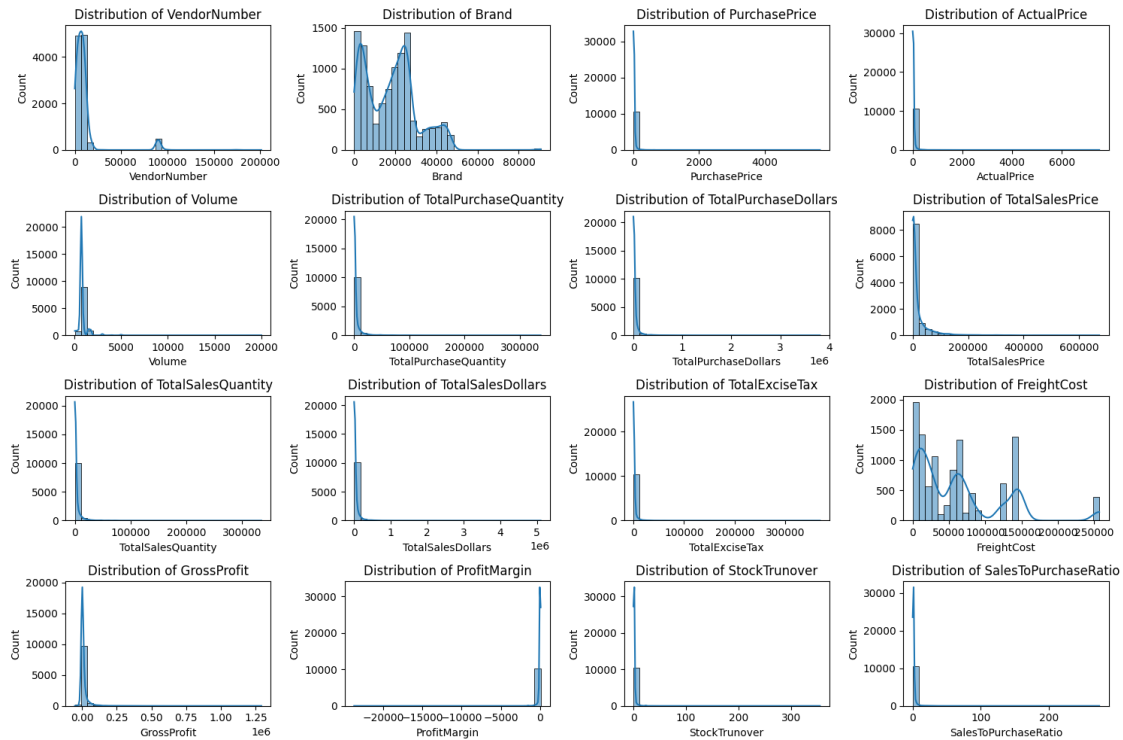 Distribution of VendorNumber
Count
4000
2000
0
0 50000 100000 150000 200000
VendorNumber
Distribution of Brand
Count
1500
1000
500
0
0 20000 40000 60000 80000
Brand
Distribution of PurchasePrice
Count
30000
20000
10000
0
0 2000 4000
PurchasePrice
Distribution of ActualPrice
Count
30000
20000
10000
0
0 2000 4000 6000
ActualPrice
Distribution of Volume
Count
20000
15000
10000
5000
0
0 5000 10000 15000 20000
Volume
Distribution of TotalPurchaseQuantity
Count
20000
15000
10000
5000
0
0 100000 200000 300000
TotalPurchaseQuantity
Distribution of TotalPurchaseDollars
Count
20000
15000
10000
5000
0
0 1 2 3 4
1e6
TotalPurchaseDollars
Distribution of TotalSalesPrice
Count
8000
6000
4000
2000
0
0 200000 400000 600000
TotalSalesPrice
Distribution of TotalSalesQuantity
Count
20000
15000
10000
5000
0
0 100000 200000 300000
TotalSalesQuantity
Distribution of TotalSalesDollars
Count
20000
15000
10000
5000
0
0 1 2 3 4 5
1e6
TotalSalesDollars
Distribution of TotalExciseTax
Count
20000
10000
0
0 100000 200000 300000
TotalExciseTax
Distribution of FreightCost
Count
2000
1500
1000
500
0
0 50000 100000 150000 200000 250000
FreightCost
Distribution of GrossProfit
Count
20000
15000
10000
5000
0
0.00 0.25 0.50 0.75 1.00 1.25
1e6
GrossProfit
Distribution of ProfitMargin
Count
30000
20000
10000
0
−20000 −15000 −10000 −5000 0
ProfitMargin
Distribution of StockTrunover
Count
30000
20000
10000
0
0 100 200 300
StockTrunover
Distribution of SalesToPurchaseRatio
Count
30000
20000
10000
0
0 100 200
SalesToPurchaseRatio